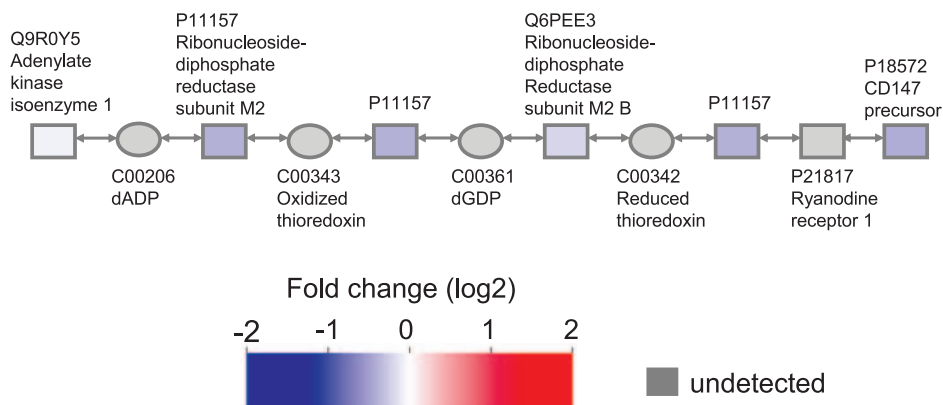 Q9R0Y5
Adenylate
kinase
isoenzyme 1
P11157
Ribonucleoside-
diphosphate
reductase
subunit M2
P11157
Q6PEE3
Ribonucleoside-
diphosphate
Reductase
subunit M2 B
P11157
P18572
CD147
precursor
C00206
dADP
C00343
Oxidized
thioredoxin
C00361
dGDP
C00342
Reduced
thioredoxin
P21817
Ryanodine
receptor 1
Fold change (log2)
-2 -1 0 1 2
undetected